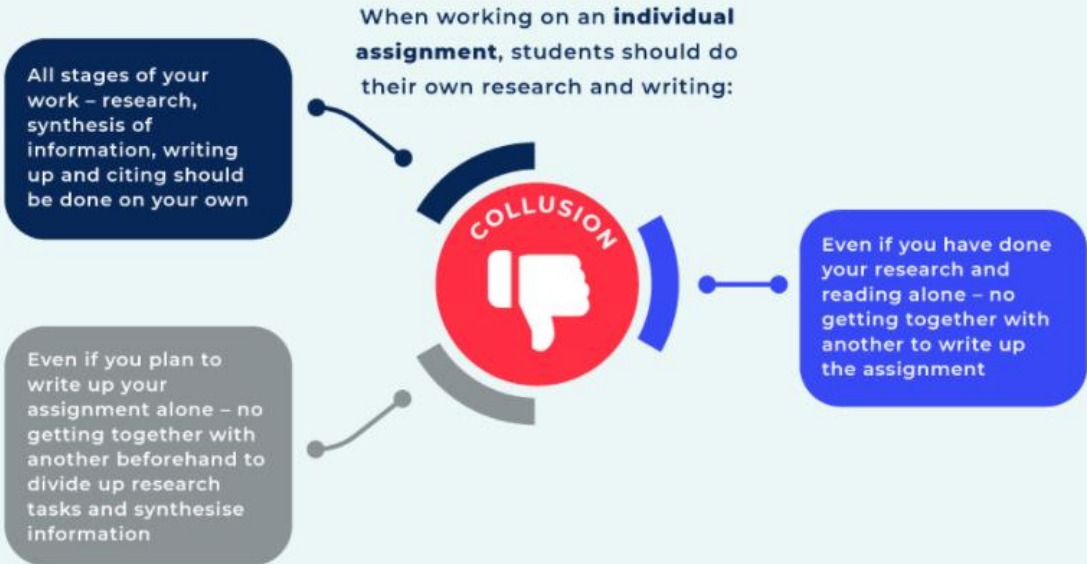 When working on an individual
assignment, students should do
their own research and writing:
All stages of your
work – research,
synthesis of
information, writing
up and citing should
be done on your own
COLLUSION
Even if you have done
your research and
reading alone – no
getting together with
another to write up
the assignment
Even if you plan to
write up your
assignment alone – no
getting together with
another beforehand to
divide up research
tasks and synthesise
information